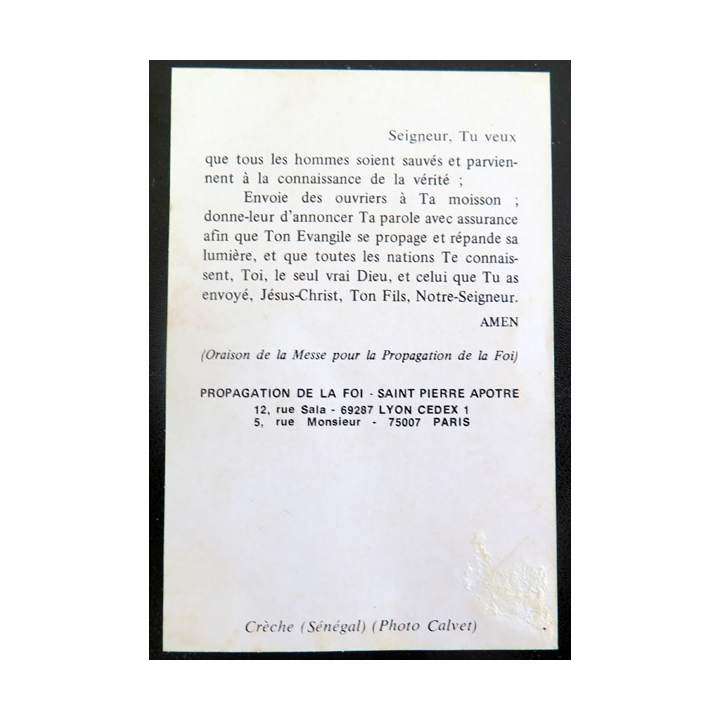 Seigneur, Tu veux
que tous les hommes soient sauvés et parvien-
nent à la connaissance de la vérité ;
Envoie des ouvriers à Ta moisson ;
donne-leur d'annoncer Ta parole avec assurance
afin que Ton Evangile se propage et répande sa
lumière, et que toutes les nations Te connais-
sent, Toi, le seul vrai Dieu, et celui que Tu as
envoyé, Jésus-Christ, Ton Fils, Notre-Seigneur.
AMEN
(Oraison de la Messe pour la Propagation de la Foi)
PROPAGATION DE LA FOI - SAINT PIERRE APOTRE
12, rue Sala - 69287 LYON CEDEX 1
5, rue Monsieur - 75007 PARIS
Crèche (Sénégal) (Photo Calvet)